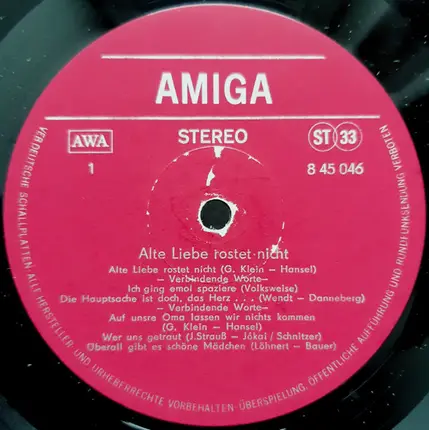 AMIGA
AWA
STEREO
ST 33
1
8 45 046
Alte Liebe rostet nicht
Alte Liebe rostet nicht (G. Klein – Hansel)
– Verbindende Worte –
Ich ging emol spaziere (Volksweise)
Die Hauptsache ist doch, das Herz . . . (Wendt – Danneberg)
– Verbindende Worte –
Auf unsre Oma lassen wir nichts kommen
(G. Klein – Hansel)
Wer uns getraut (J. Strauß – Jókai / Schnitzer)
Überall gibt es schöne Mädchen (Löhnert – Bauer)
VEB DEUTSCHE SCHALLPLATTEN · ALLE HERSTELLER- UND URHEBERRECHTE VORBEHALTEN · ÜBERSPIELUNG, ÖFFENTLICHE AUFFÜHRUNG UND RUNDFUNKSENDUNG VERBOTEN